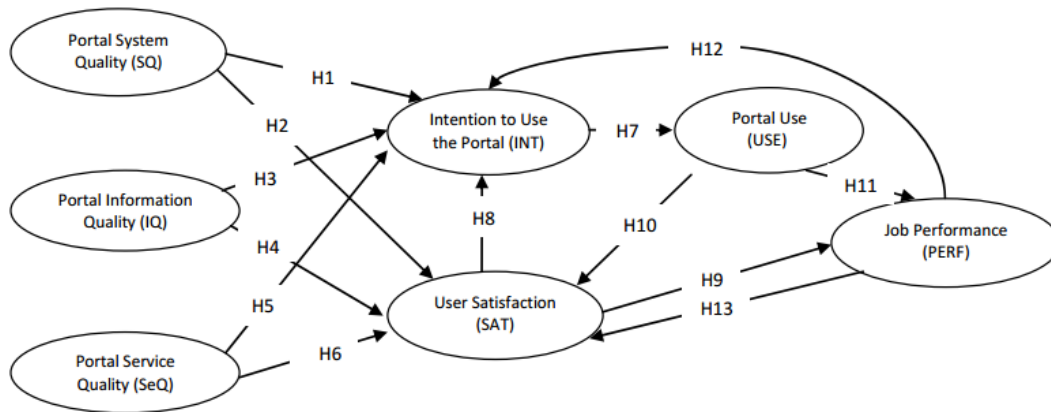 Portal System
Quality (SQ)
H12
H1
Intention to Use
the Portal (INT)
Portal Use
(USE)
H2
H7
H3
Portal Information
Quality (IQ)
H11
H8
H10
Job Performance
(PERF)
H4
H9
H5
User Satisfaction
(SAT)
H13
H6
Portal Service
Quality (SeQ)